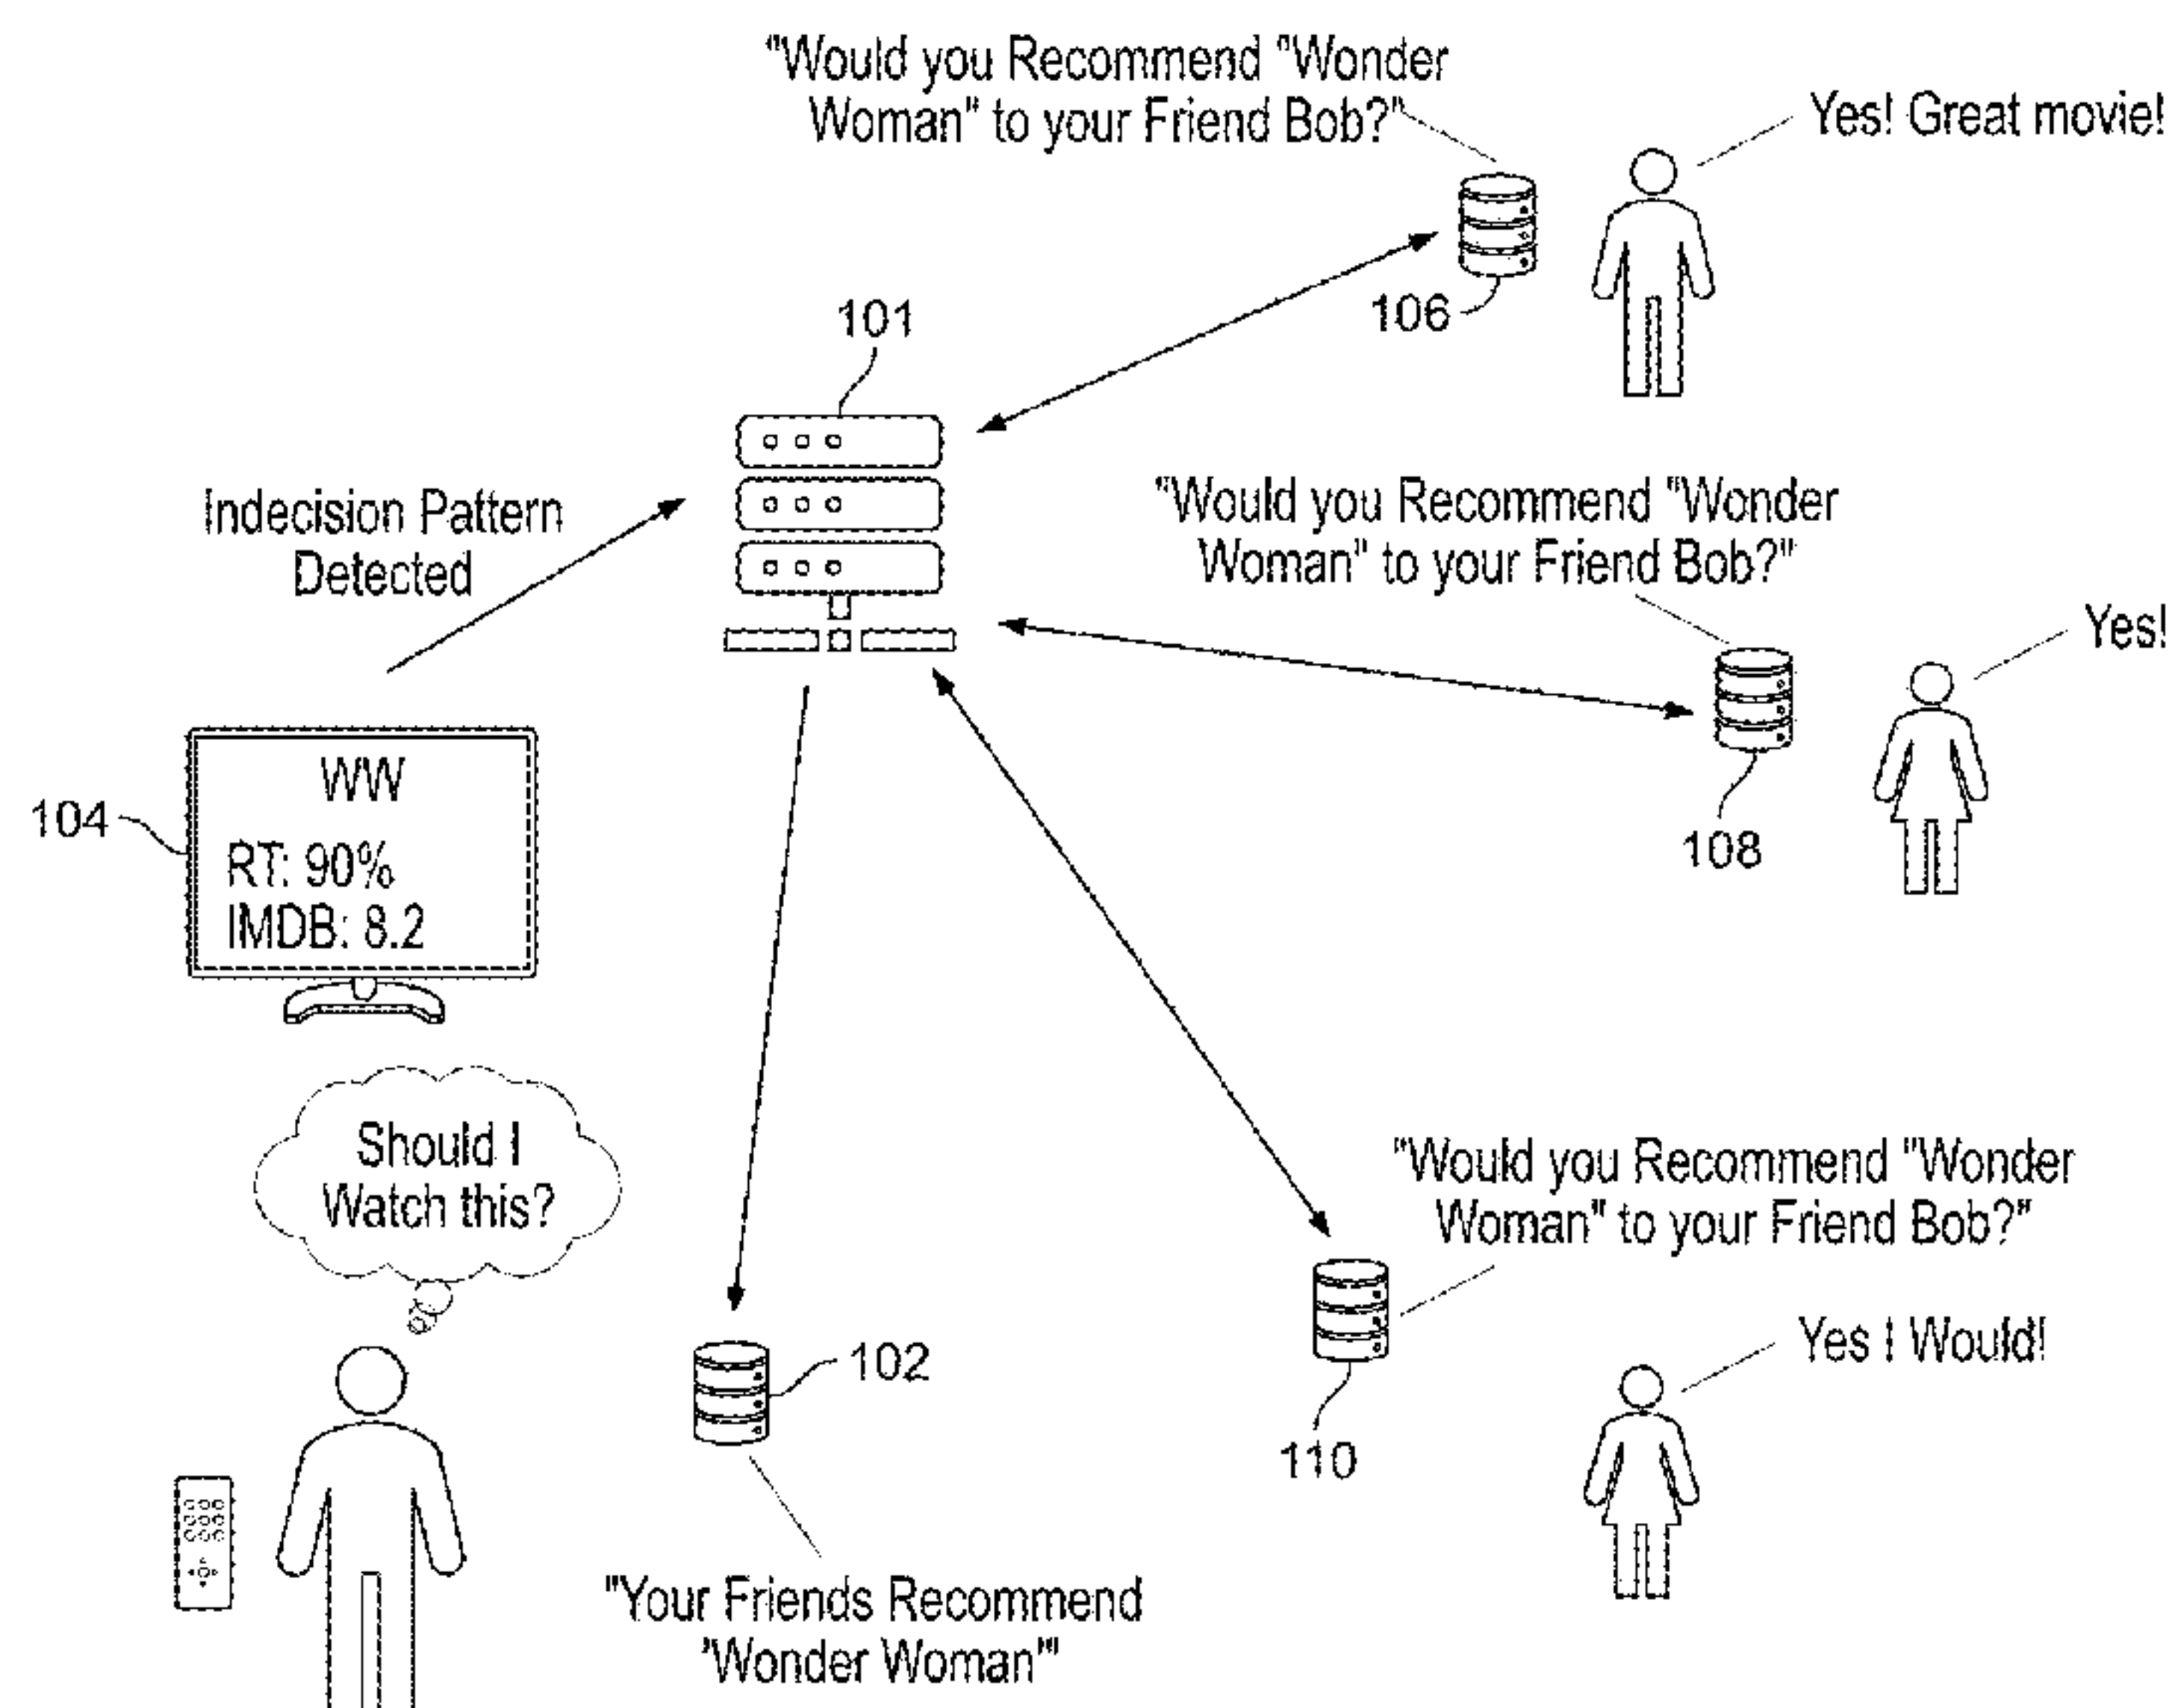 "Would you Recommend "Wonder
Woman" to your Friend Bob?"
Yes! Great movie!
106
101
Indecision Pattern
Detected
"Would you Recommend "Wonder
Woman" to your Friend Bob?"
Yes!
108
104
WW
RT: 90%
IMDB: 8.2
Should I
Watch this?
102
"Your Friends Recommend
'Wonder Woman'"
"Would you Recommend "Wonder
Woman" to your Friend Bob?"
Yes I Would!
110